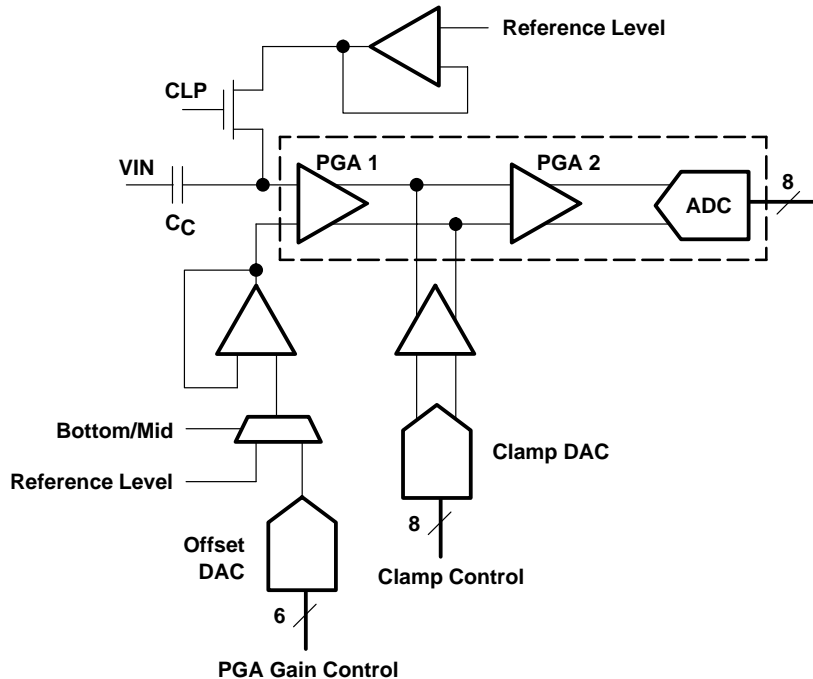 Reference Level
CLP
VIN
CC
PGA 1
PGA 2
ADC
8
Bottom/Mid
Reference Level
Clamp DAC
8
Clamp Control
Offset
DAC
6
PGA Gain Control